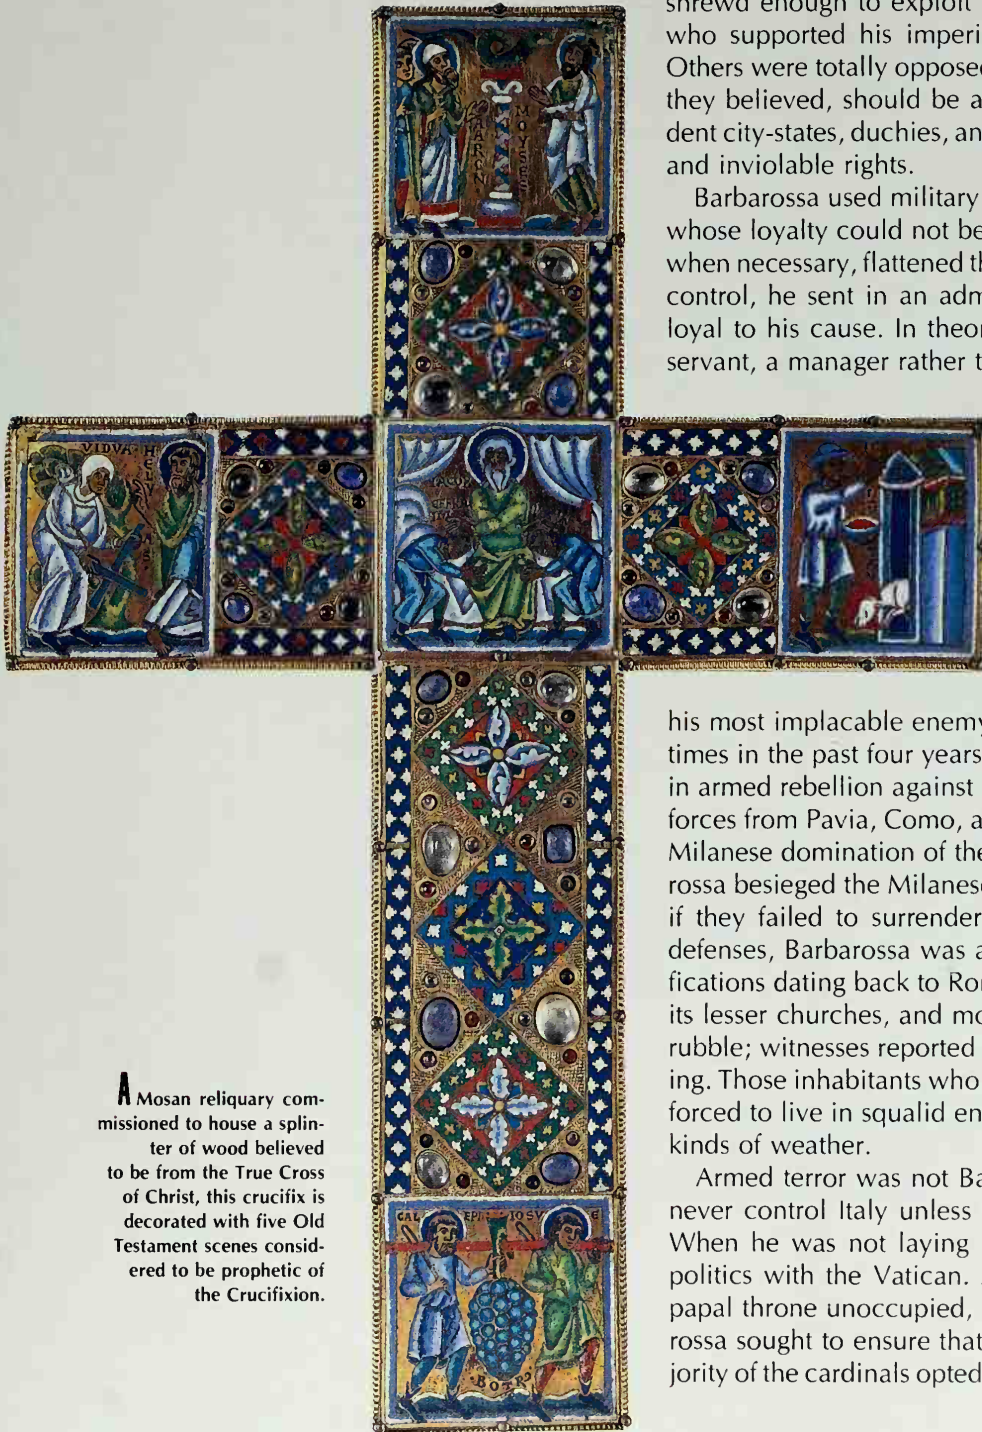 shrewd enough to exploit
who supported his imperi
Others were totally opposed
they believed, should be a
dent city-states, duchies, an
and inviolable rights.
Barbarossa used military
whose loyalty could not be
when necessary, flattened th
control, he sent in an adm
loyal to his cause. In theor
servant, a manager rather t
AARON
MOYSES
VIDVA
HELYAS
IACOB
his most implacable enemy
times in the past four years
in armed rebellion against
forces from Pavia, Como, a
Milanese domination of the
rossa besieged the Milanese
if they failed to surrender
defenses, Barbarossa was a
fications dating back to Ror
its lesser churches, and mo
rubble; witnesses reported
ing. Those inhabitants who
forced to live in squalid en
kinds of weather.
Armed terror was not Ba
never control Italy unless
When he was not laying
politics with the Vatican.
papal throne unoccupied,
rossa sought to ensure that
jority of the cardinals opted
A Mosan reliquary com-
missioned to house a splin-
ter of wood believed
to be from the True Cross
of Christ, this crucifix is
decorated with five Old
Testament scenes consid-
ered to be prophetic of
the Crucifixion.
CAL EPH IOSV E
BOTR